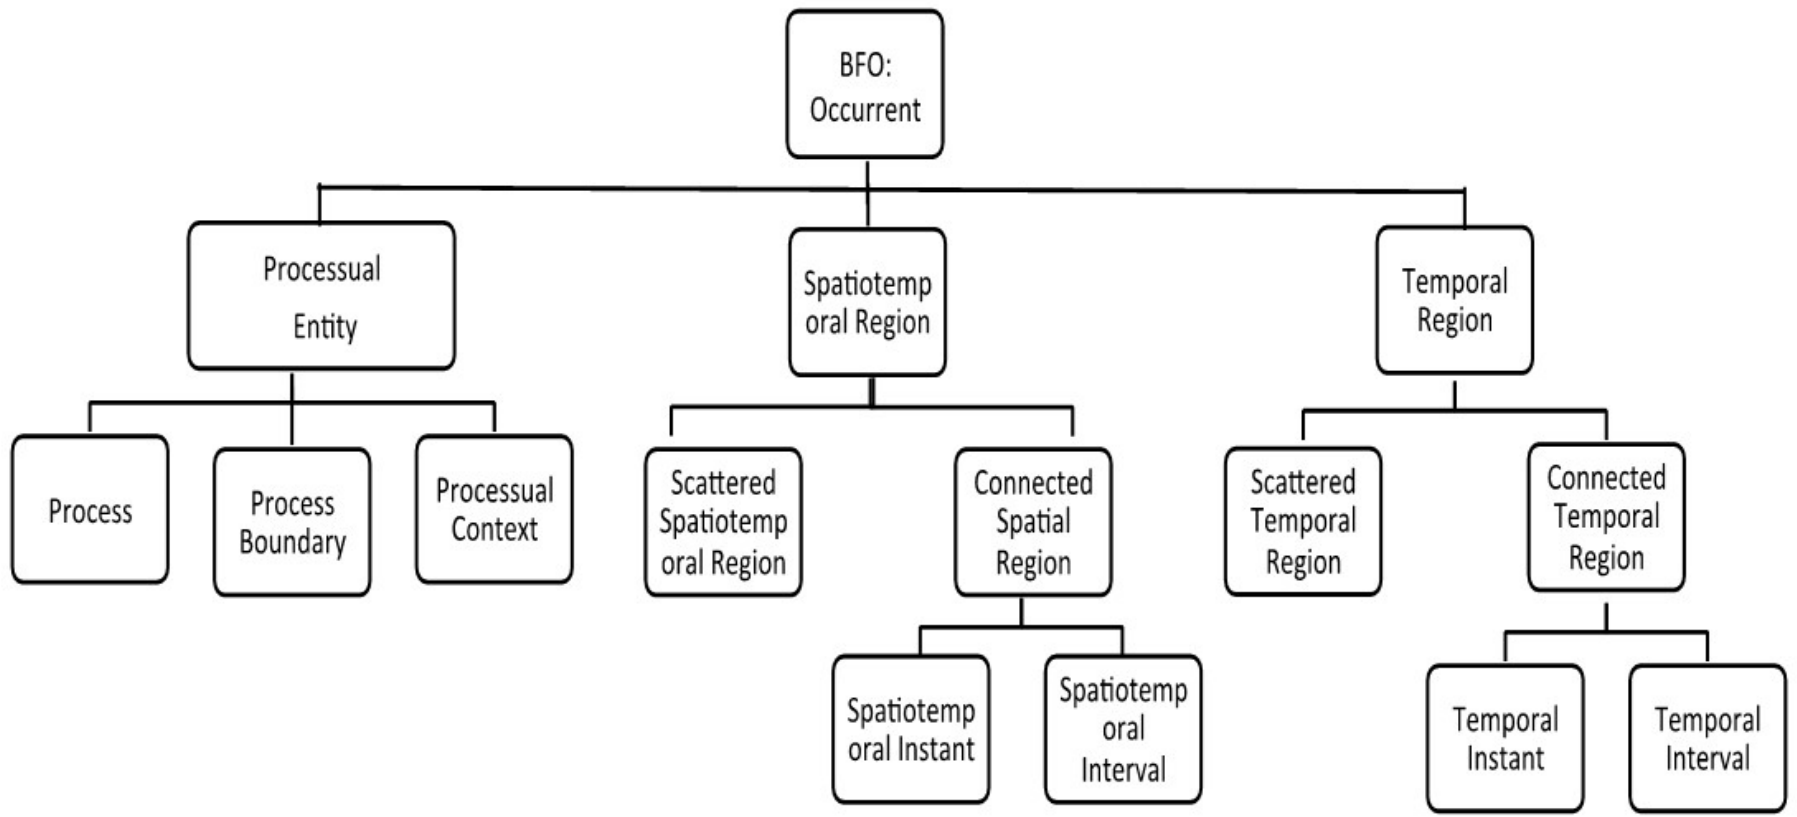 BFO:
Occurrent
Processual
Entity
Spatiotemp
oral Region
Temporal
Region
Process
Process
Boundary
Processual
Context
Scattered
Spatiotemp
oral Region
Connected
Spatial
Region
Scattered
Temporal
Region
Connected
Temporal
Region
Spatiotemp
oral Instant
Spatiotemp
oral
Interval
Temporal
Instant
Temporal
Interval